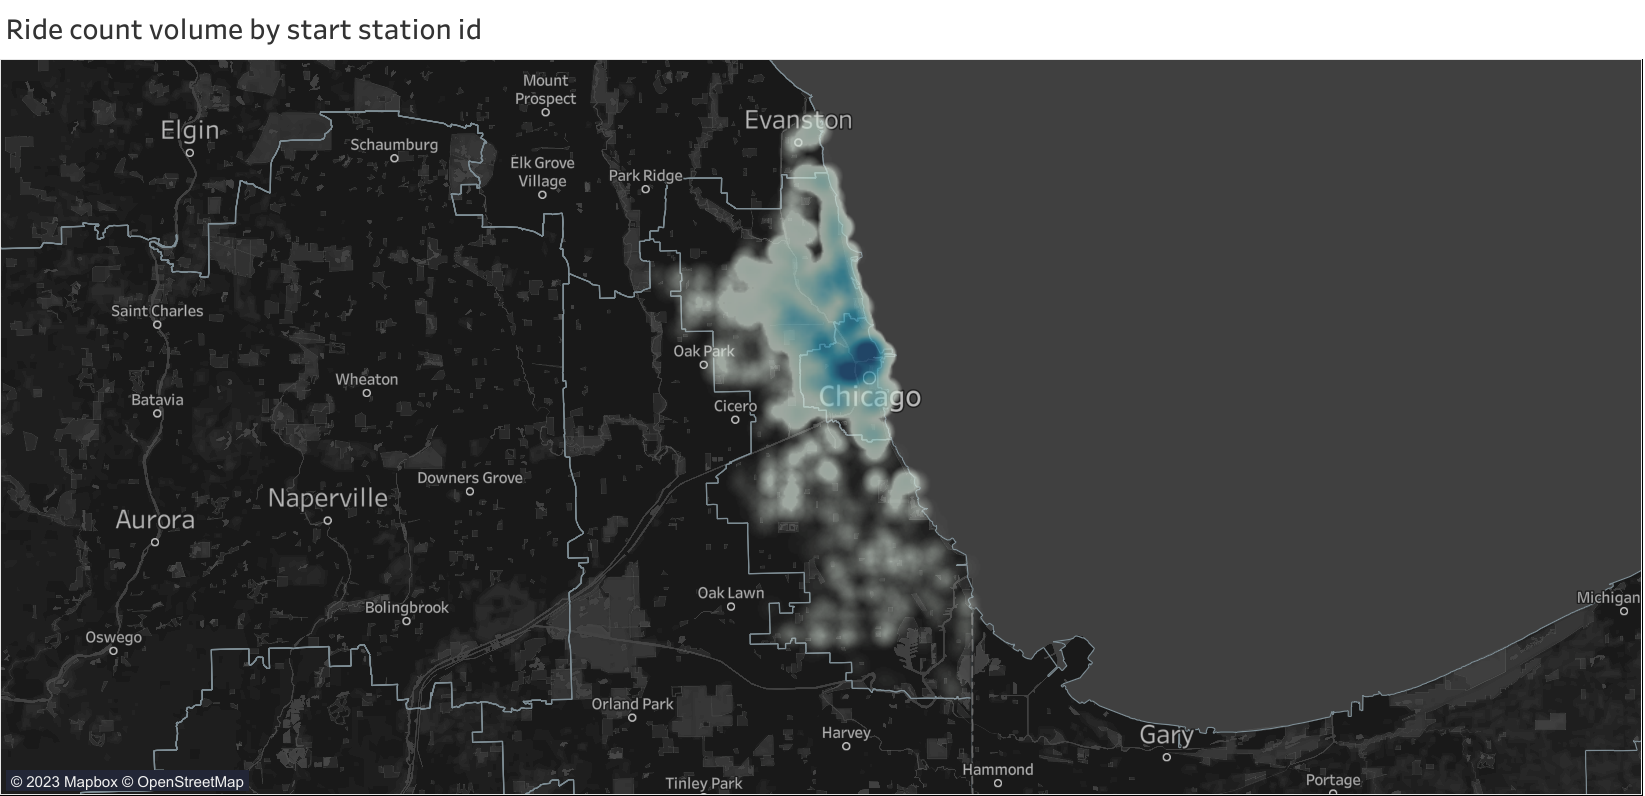 Ride count volume by start station id
Mount
Prospect
Evanston
Elgin
Schaumburg
Elk Grove
Village
Park Ridge
Saint Charles
Oak Park
Wheaton
Batavia
Chicago
Cicero
Downers Grove
Naperville
Aurora
Oak Lawn
Michigan
Bolingbrook
Oswego
Orland Park
Harvey
Gary
Hammond
Portage
Tinley Park
© 2023 Mapbox © OpenStreetMap